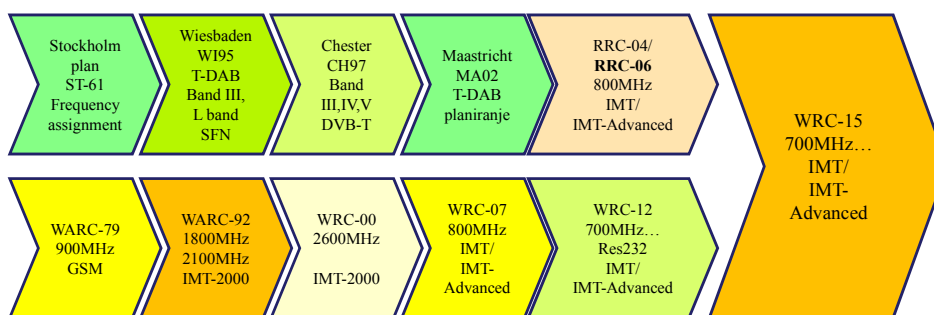 Stockholm
plan
ST-61
Frequency
assignment
Wiesbaden
WI95
T-DAB
Band III,
L band
SFN
Chester
CH97
Band
III,IV,V
DVB-T
Maastricht
MA02
T-DAB
planiranje
RRC-04/
RRC-06
800MHz
IMT/
IMT-Advanced
WARC-79
900MHz
GSM
WARC-92
1800MHz
2100MHz
IMT-2000
WRC-00
2600MHz
IMT-2000
WRC-07
800MHz
IMT/
IMT-
Advanced
WRC-12
700MHz…
Res232
IMT/
IMT-Advanced
WRC-15
700MHz…
IMT/
IMT-
Advanced